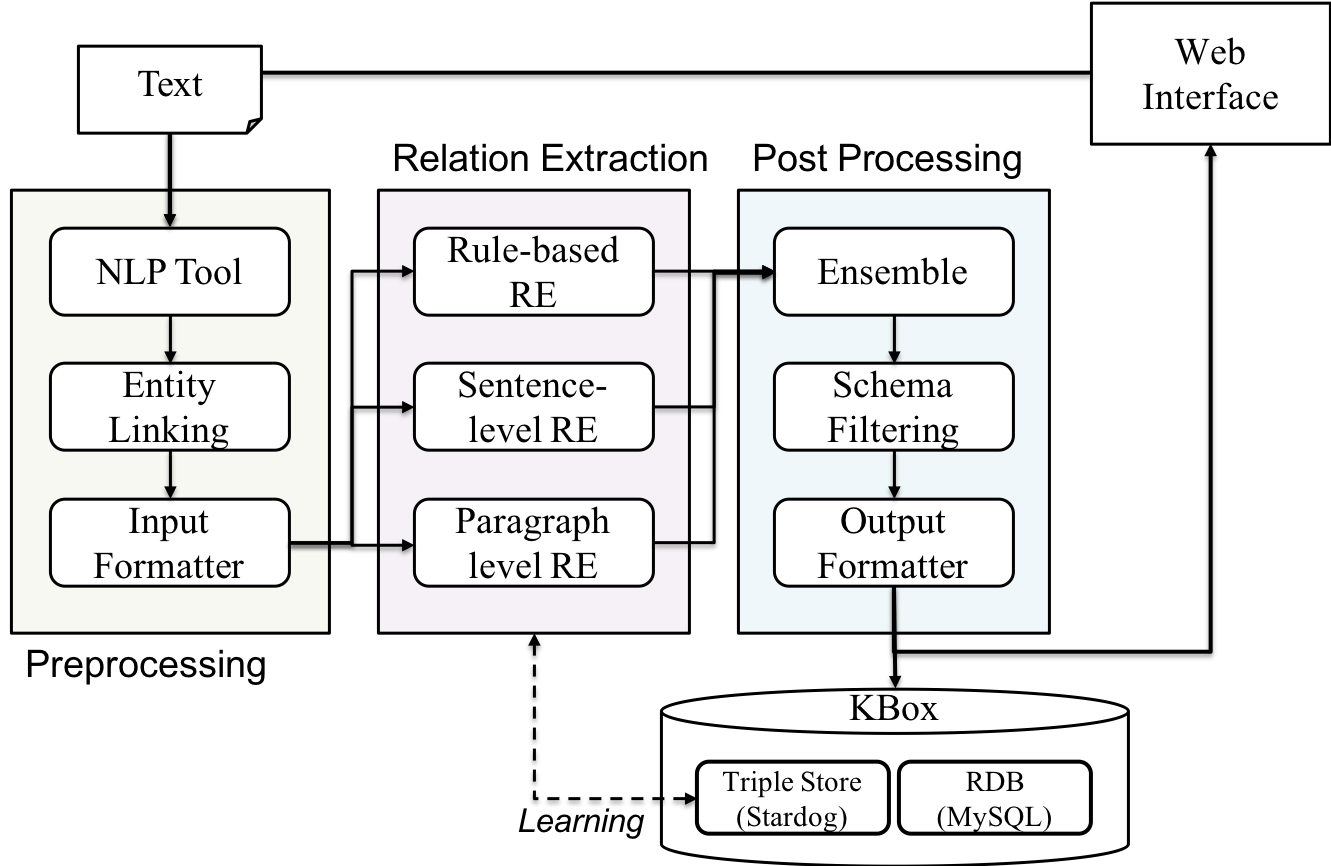 Text
Web
Interface
Relation Extraction
Post Processing
NLP Tool
Entity
Linking
Input
Formatter
Preprocessing
Rule-based
RE
Sentence-
level RE
Paragraph
level RE
Ensemble
Schema
Filtering
Output
Formatter
KBox
Triple Store
(Stardog)
RDB
(MySQL)
Learning